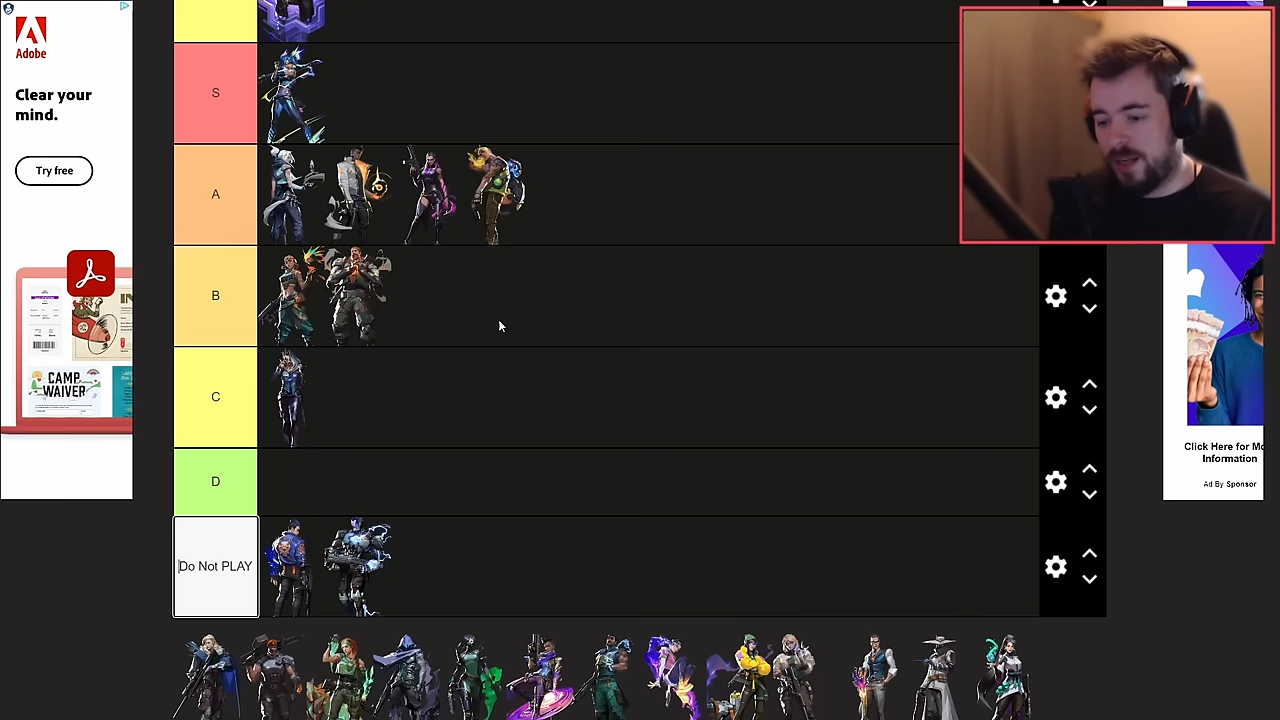 Adobe
Clear your
mind.
Try free
CAMP
WAIVER
S
A
B
C
D
Do Not PLAY
Click Here for Mo
Information
Ad By Sponsor